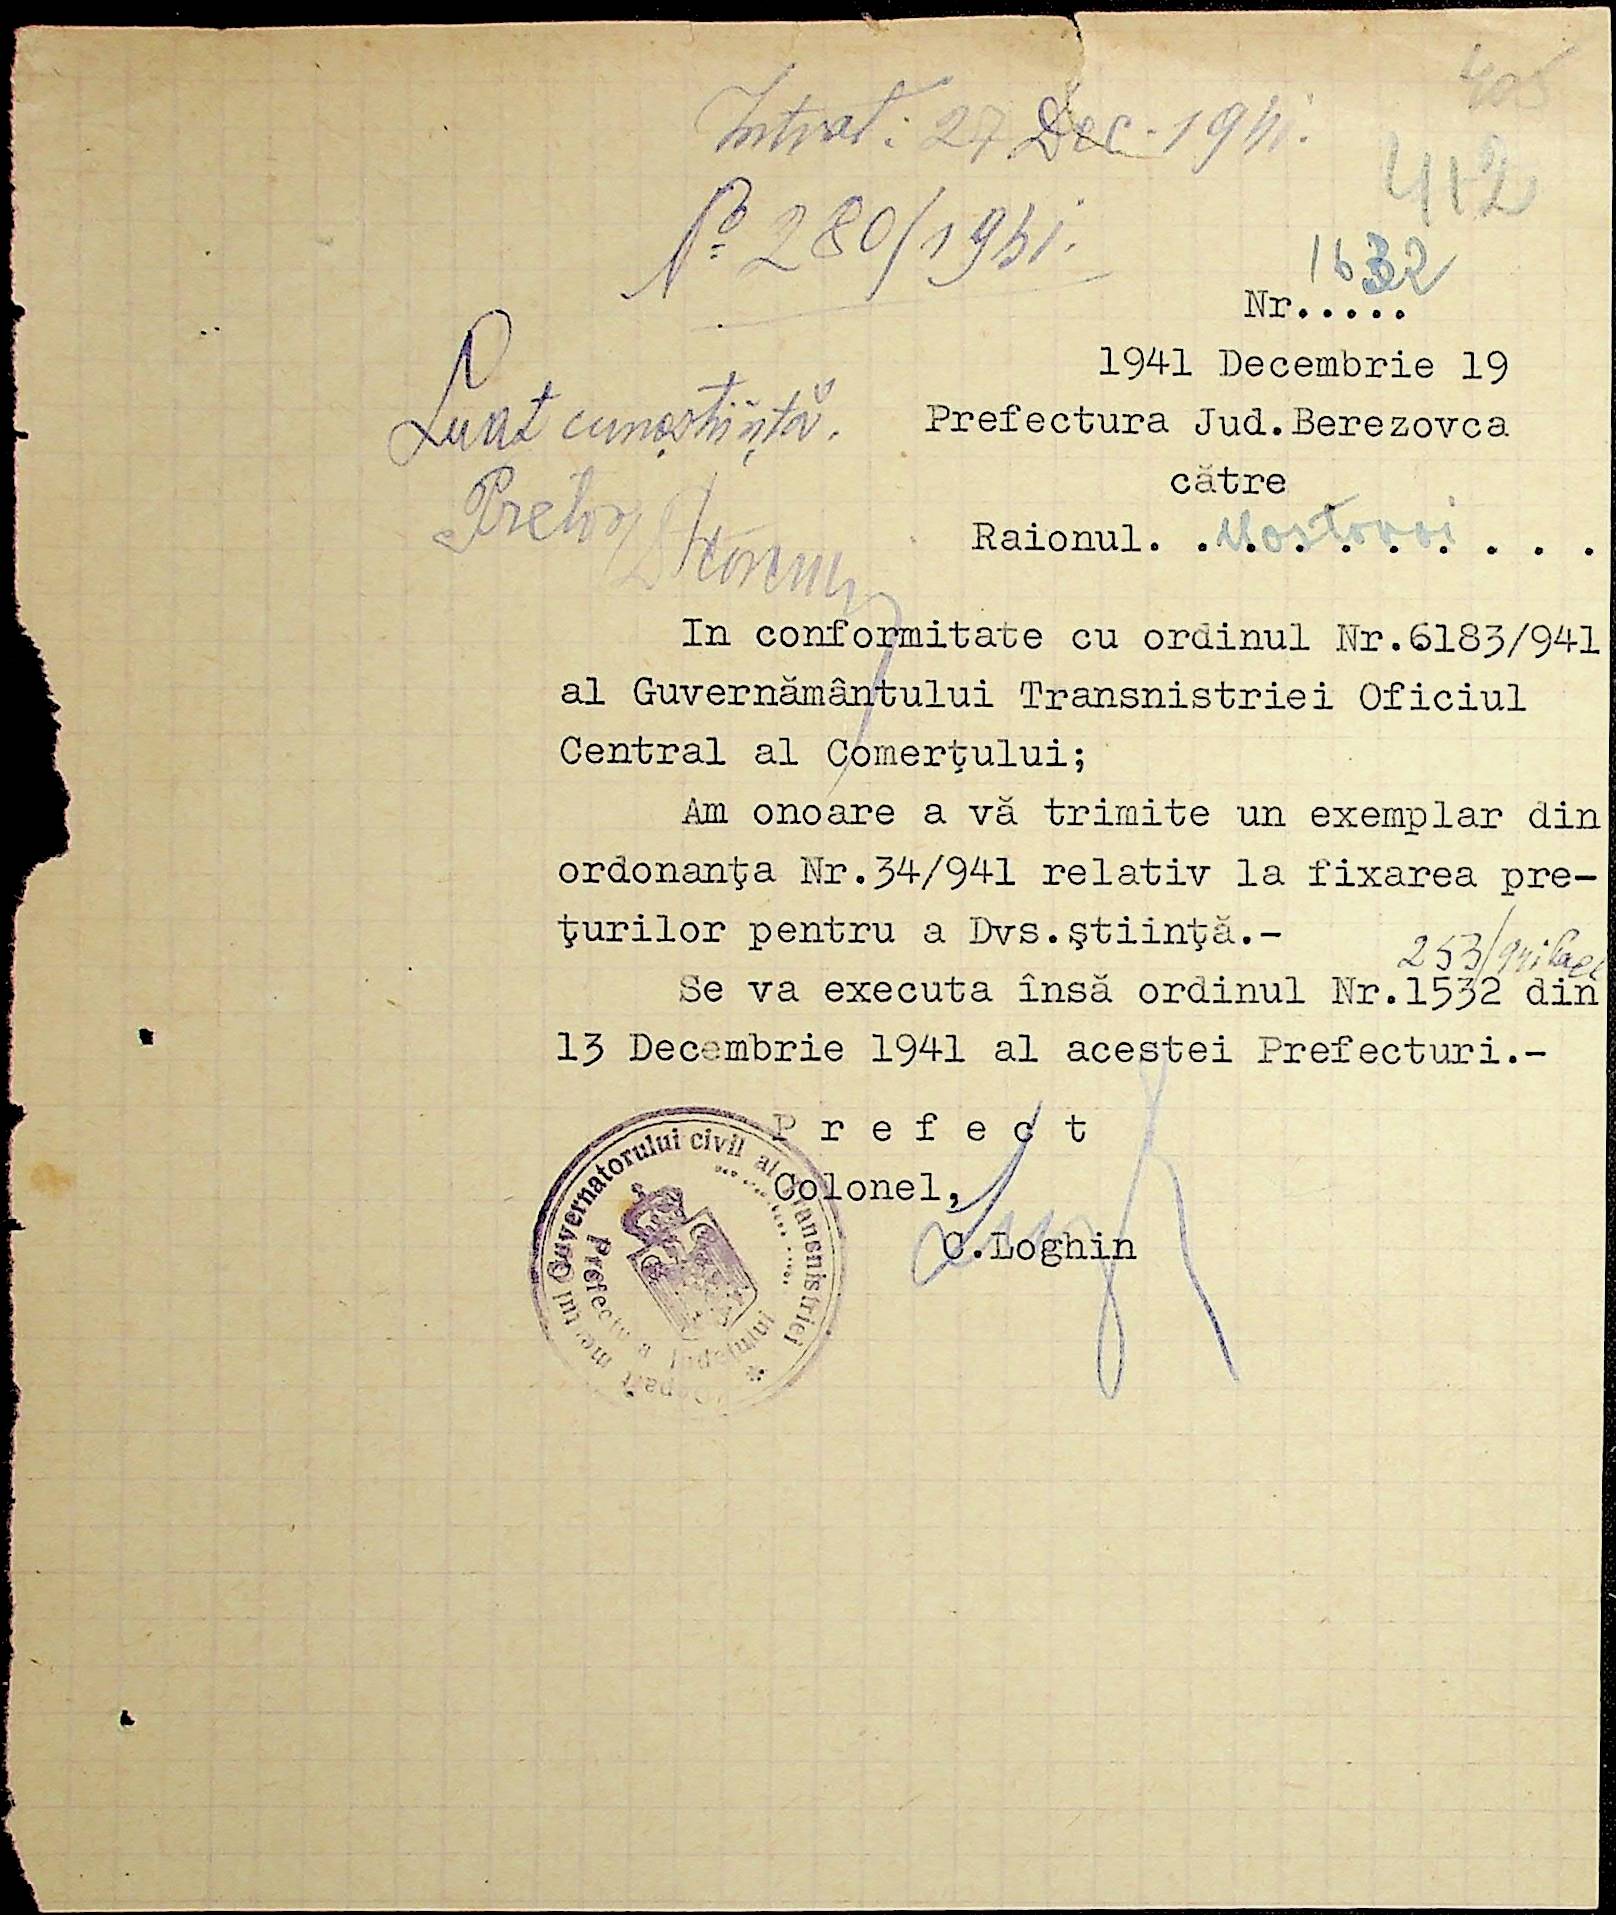 405
Intrat: 27 Dec. 1941.
412
No 280/1941.
1632
Nr.....
1941 Decembrie 19
Luat cunoștiință.
Prefectura Jud.Berezovca
către
Pretor
Raionul. . Mostovoi . . .
In conformitate cu ordinul Nr.6183/941
al Guvernământului Transnistriei Oficiul
Central al Comerţului;
Am onoare a vă trimite un exemplar din
ordonanţa Nr.34/941 relativ la fixarea pre-
ţurilor pentru a Dvs.ştiinţă.-
253/941
Se va executa însă ordinul Nr.1532 din
13 Decembrie 1941 al acestei Prefecturi.-
P r e f e c t
Colonel,
C.Loghin
Guvernatorului civil al Transnistriei
Prefectura Judeţului